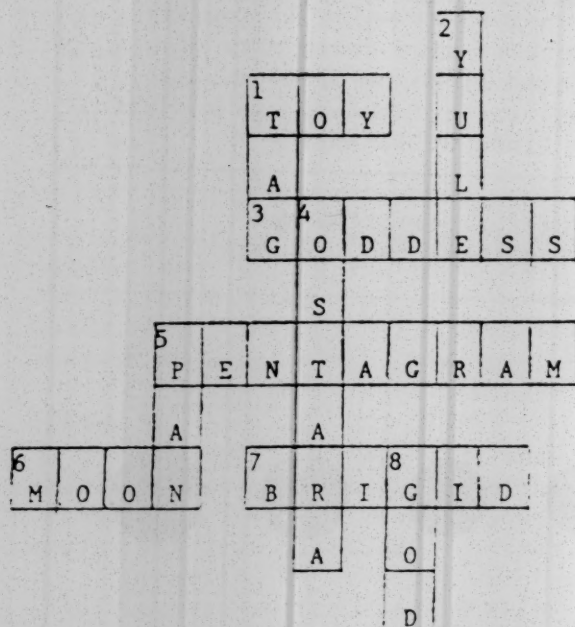 2
Y
1
T O Y U
A L
3 4
G O D D E S S
S
5
P E N T A G R A M
A A
6 7 8
M O O N B R I G I D
A O
D